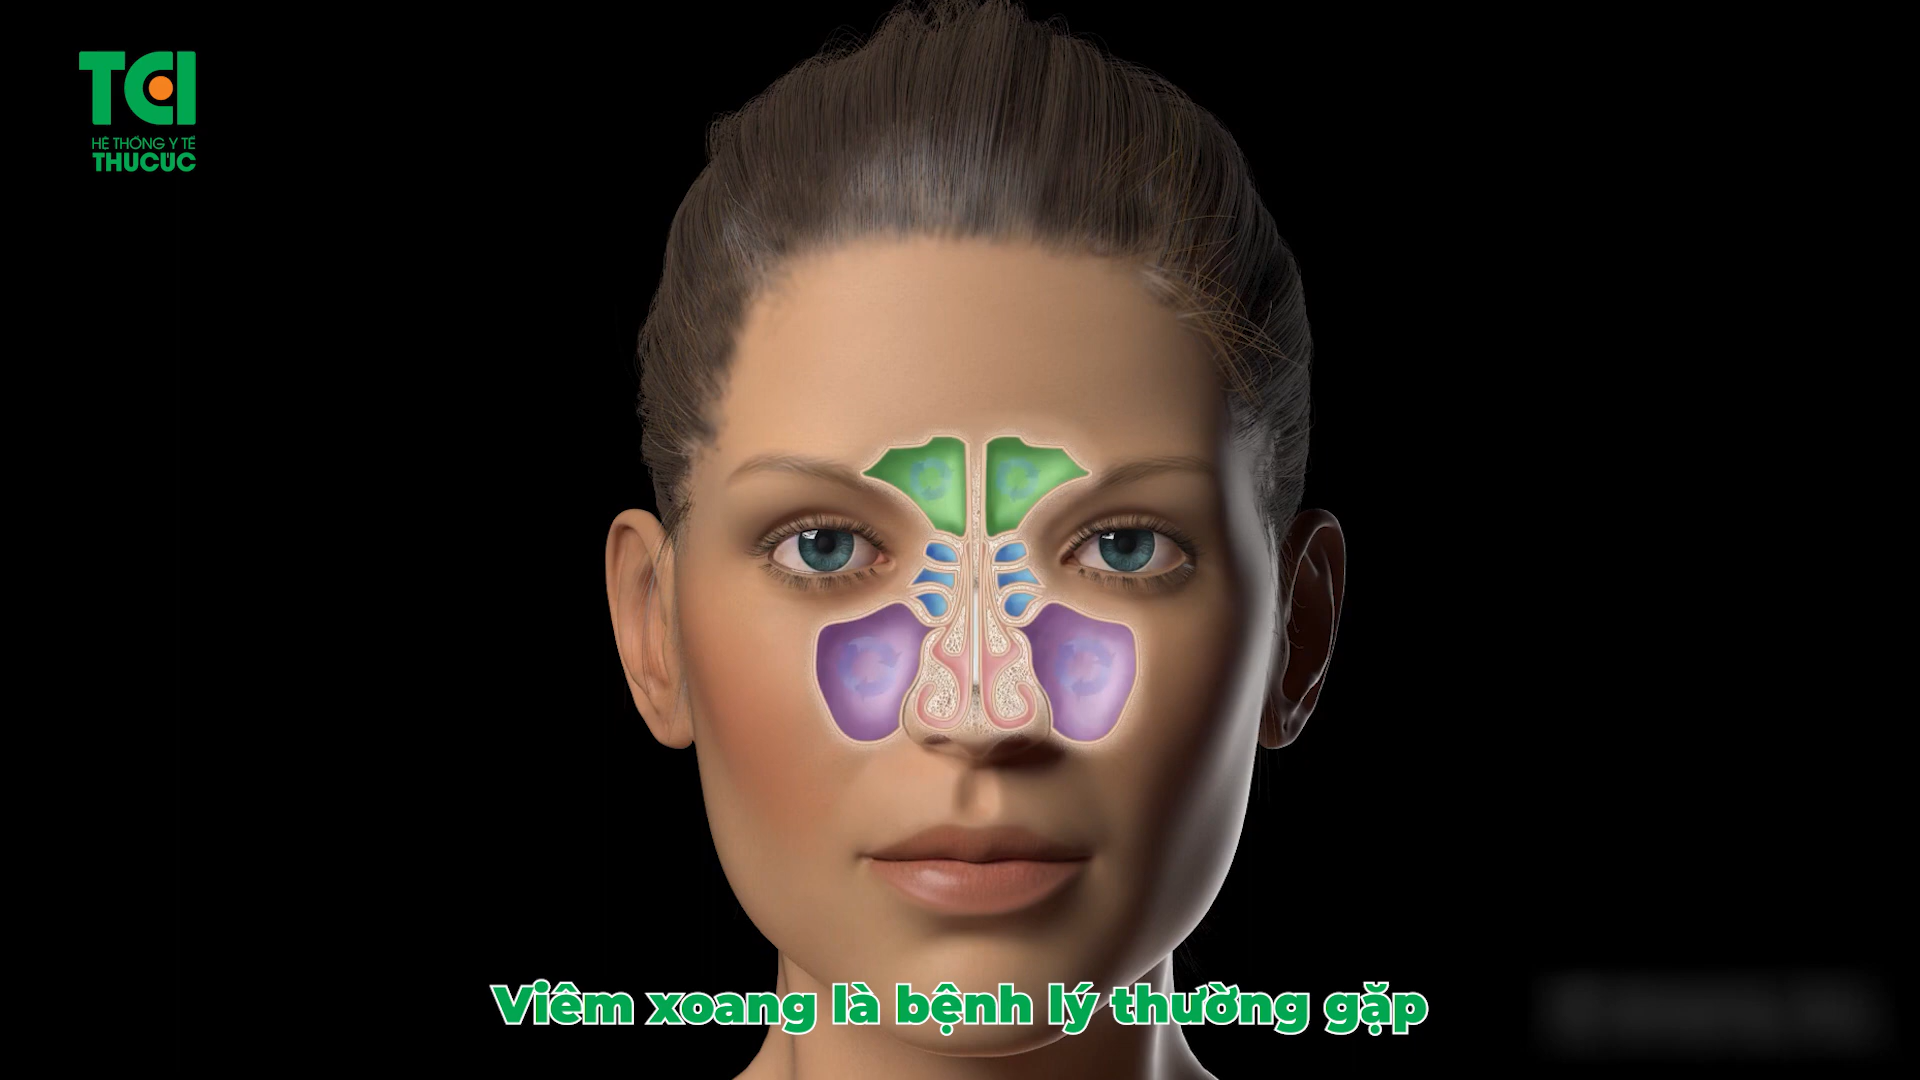 TCI
HỆ THỐNG Y TẾ
THU CÚC
Viêm xoang là bệnh lý thường gặp